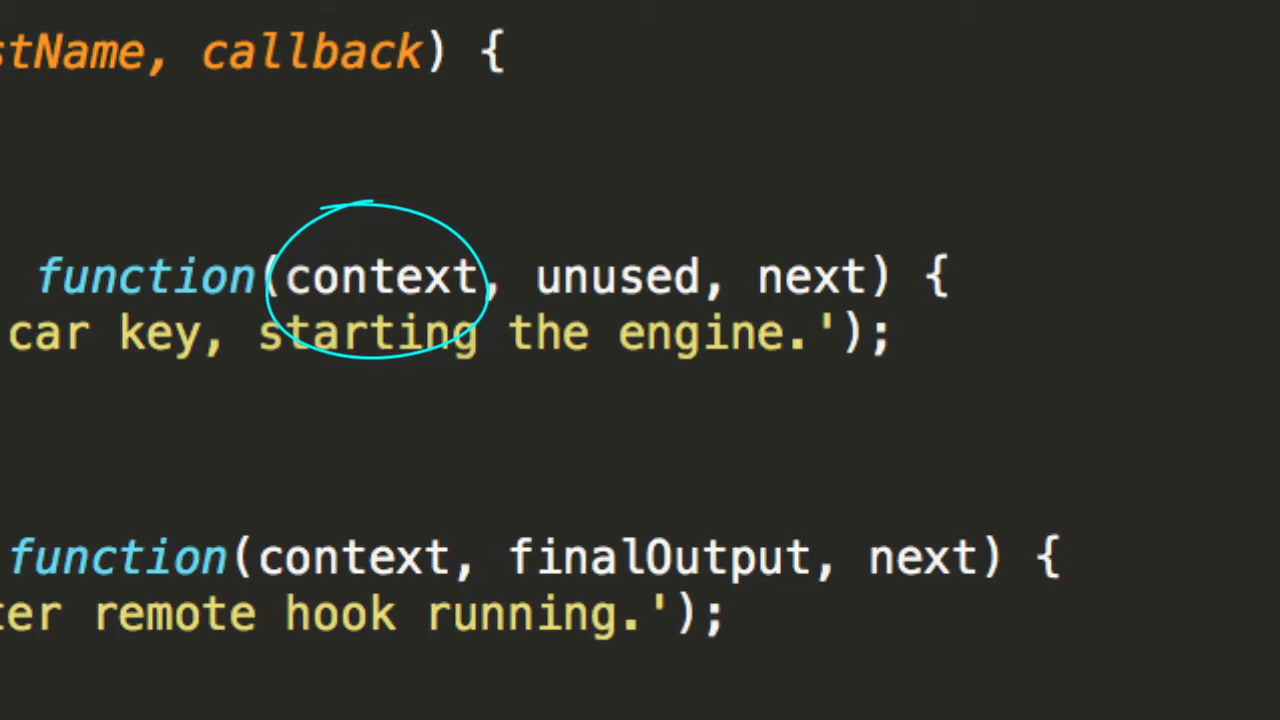 stName, callback) {
function(context, unused, next) {
car key, starting the engine.');
function(context, finalOutput, next) {
ter remote hook running.');